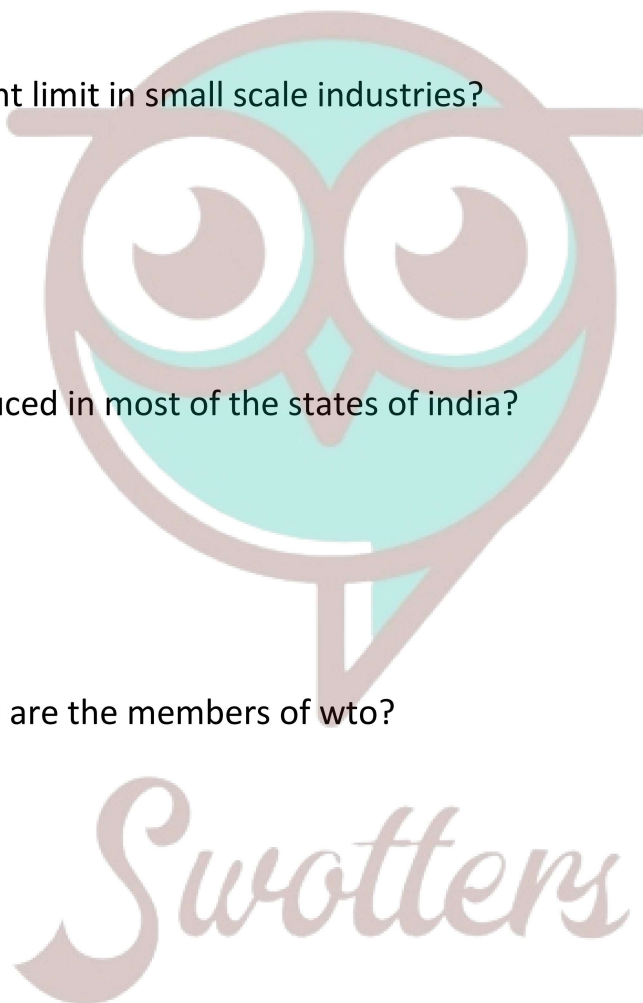 nt limit in small scale industries?
uced in most of the states of india?
are the members of wto?
Swotters